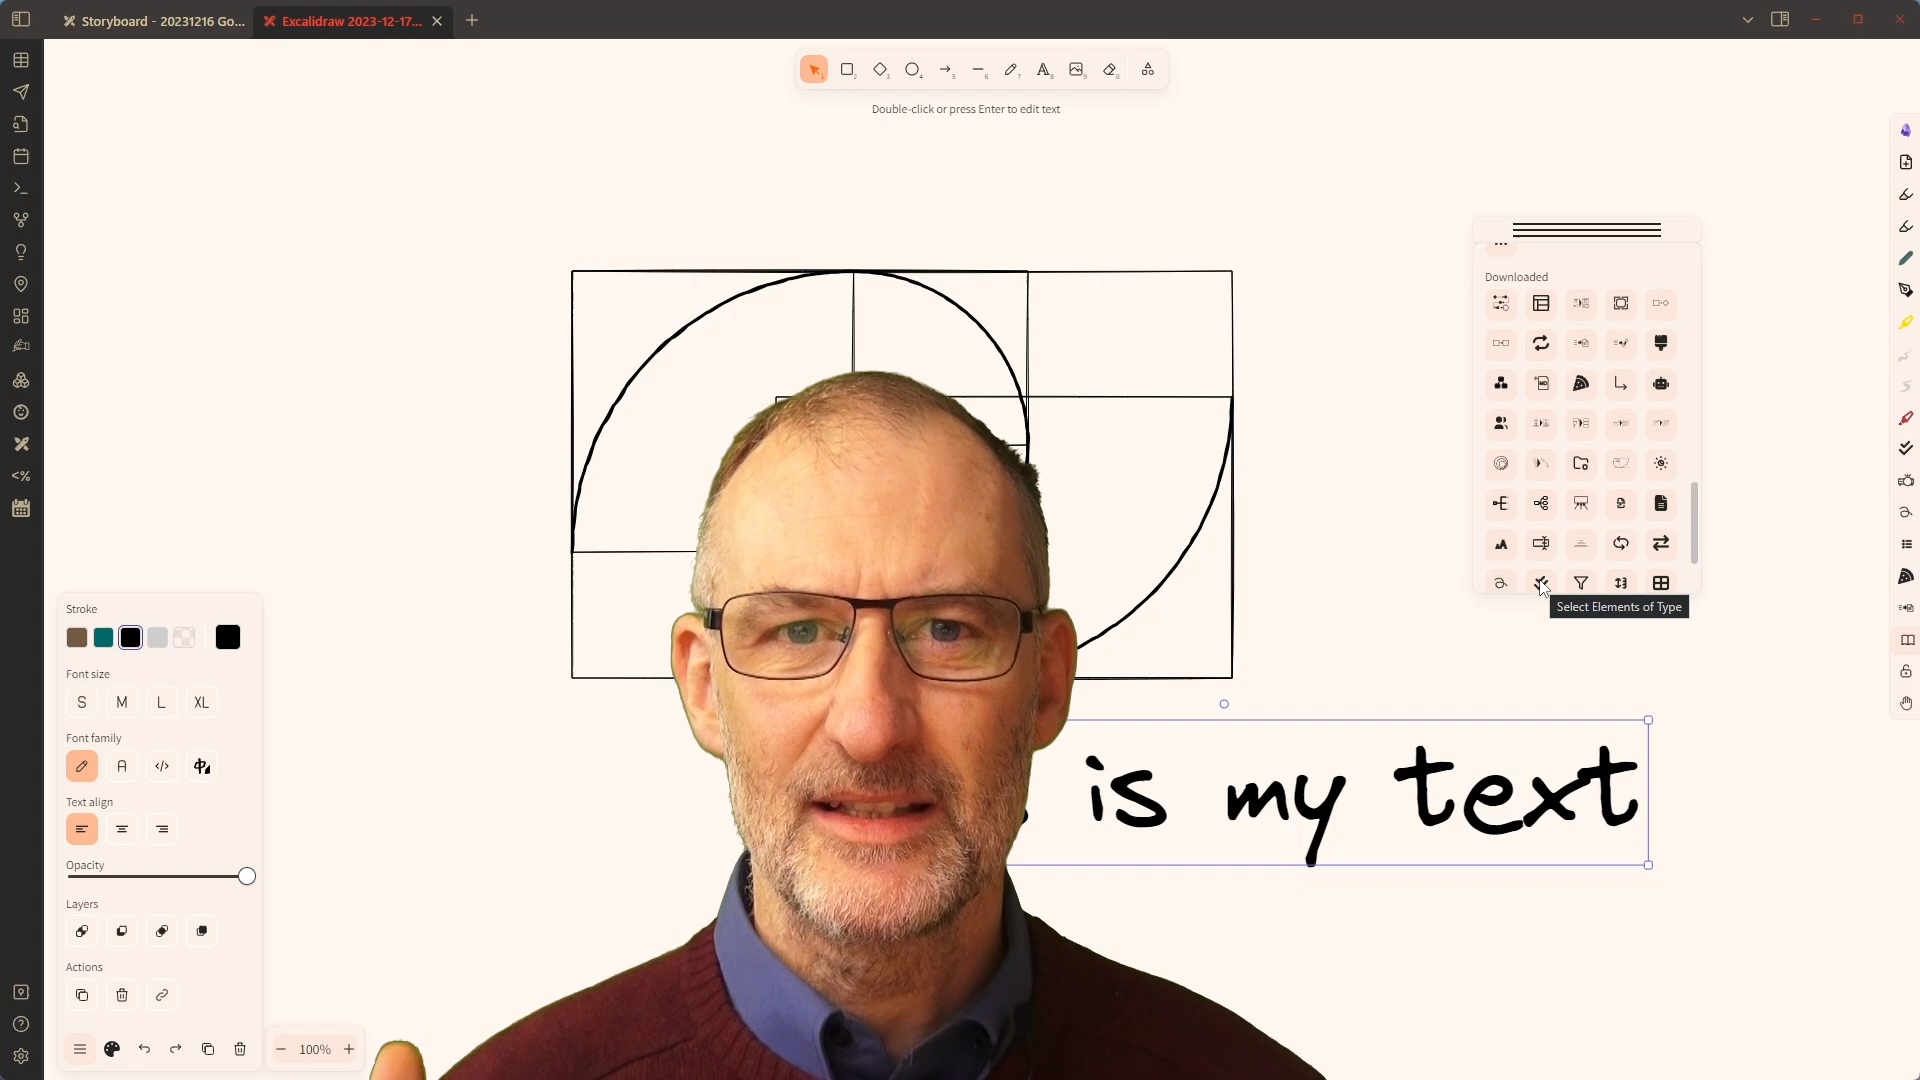 Storyboard - 20231216 Go...
Excalidraw 2023-12-17...
Double-click or press Enter to edit text
Downloaded
Select Elements of Type
Stroke
Font size
S M L XL
Font family
Text align
Opacity
Layers
Actions
100%
is my text